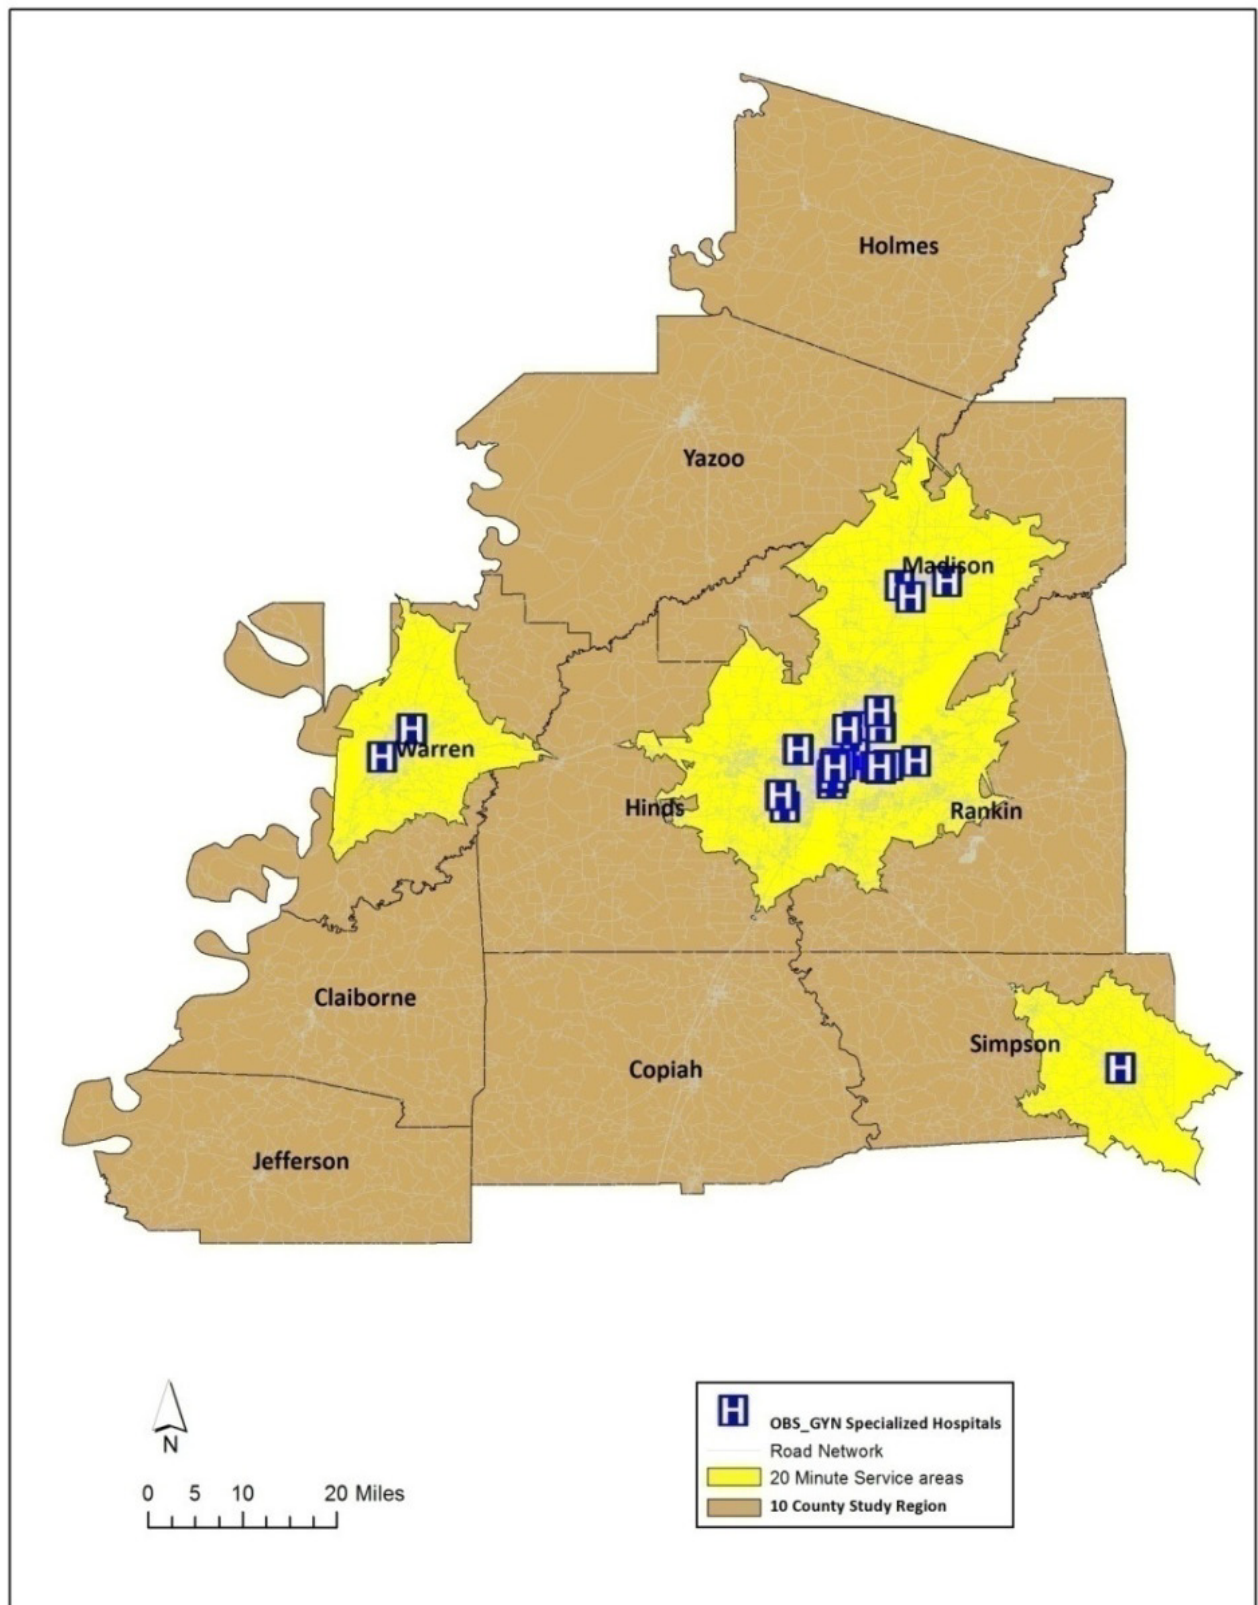 Holmes
Yazoo
Madison
H H
H
H
H
H
Warren
H
H
H
H
H
H
H
H
Hinds
Rankin
Claiborne
Simpson
Copiah
H
Jefferson
N
0 5 10 20 Miles
H OBS_GYN Specialized Hospitals
Road Network
20 Minute Service areas
10 County Study Region